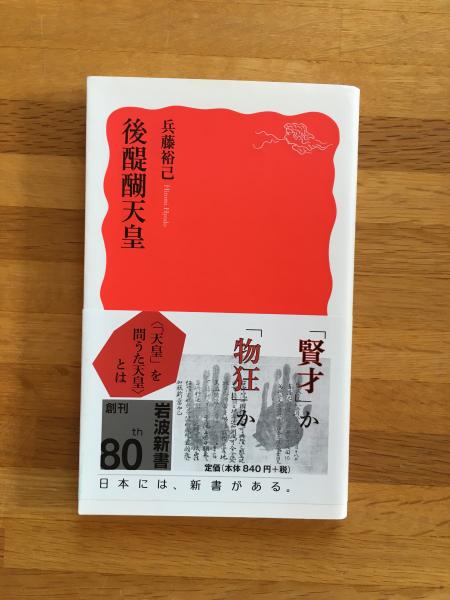 後醍醐天皇
兵藤裕己
Hiromi Hyodo
「賢才」か
「物狂」か
〈「天皇」を
問うた天皇〉
とは
岩波新書
創刊
80th
定価(本体840円+税)
日本には、新書がある。